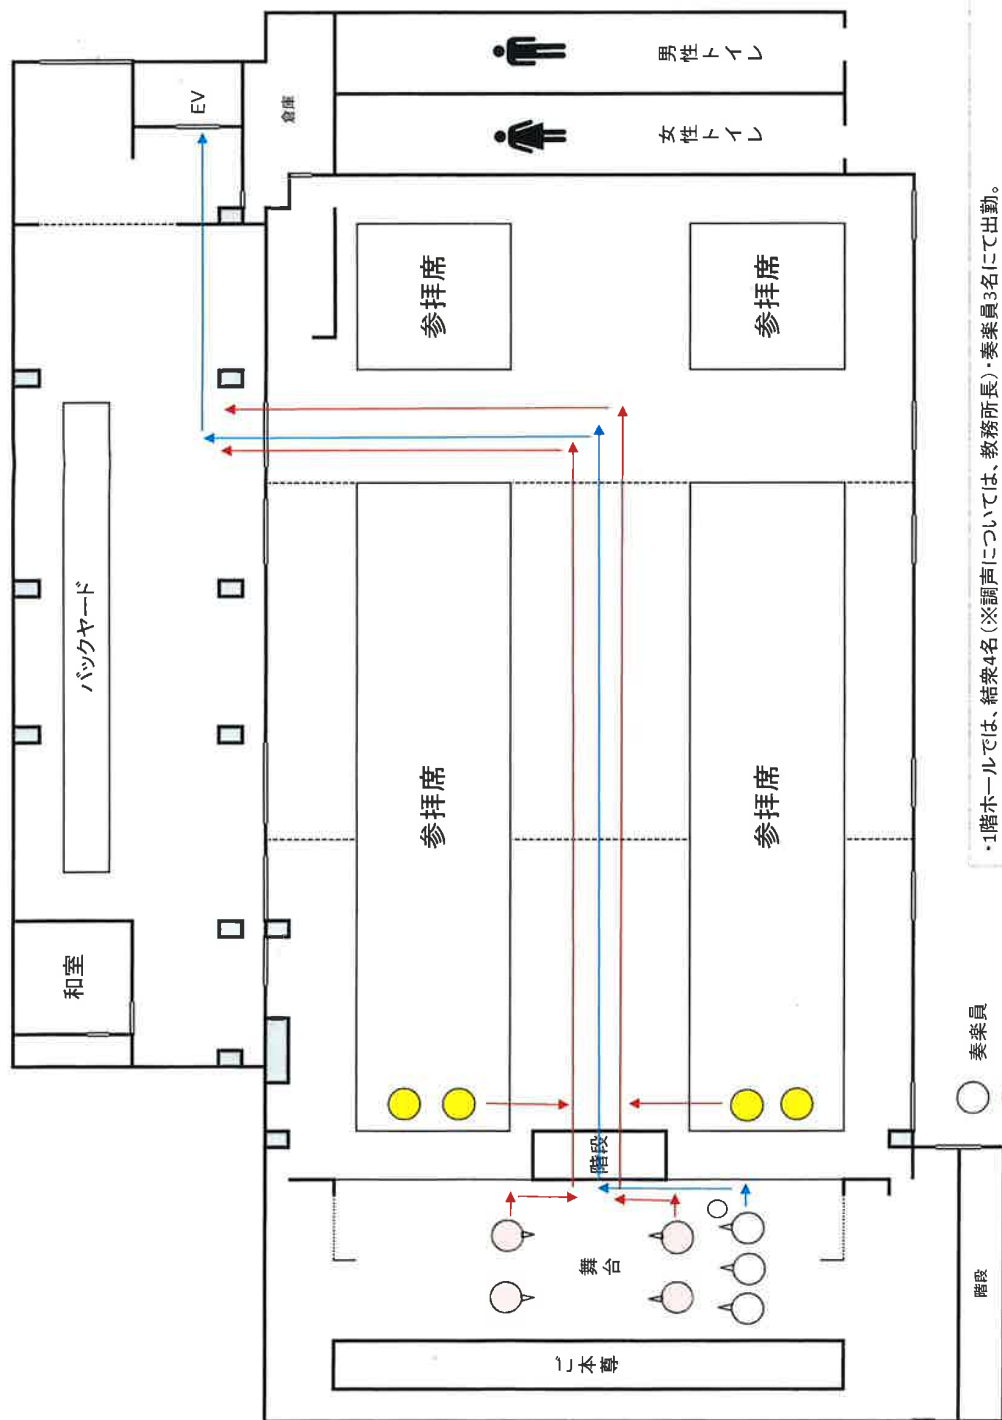 男性トイレ
女性トイレ
EV
倉庫
参拝席
参拝席
バックヤード
参拝席
参拝席
和室
階段
舞台
ご本尊
階段
奏楽員
・1階ホールでは、結衆4名（※調声については、教務所長）・奏楽員3名にて出勤。